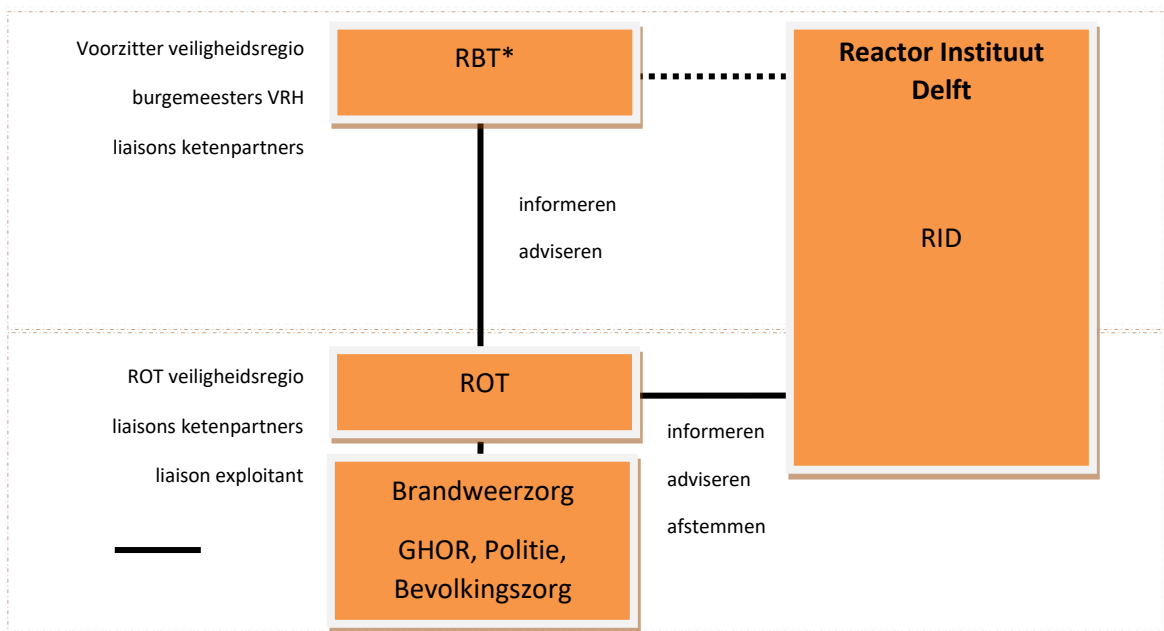 Voorzitter veiligheidsregio
burgemeesters VRH
liaisons ketenpartners
RBT*
Reactor Instituut
Delft
RID
informeren
adviseren
ROT veiligheidsregio
liaisons ketenpartners
liaison exploitant
ROT
informeren
adviseren
afstemmen
Brandweerzorg
GHOR, Politie,
Bevolkingszorg